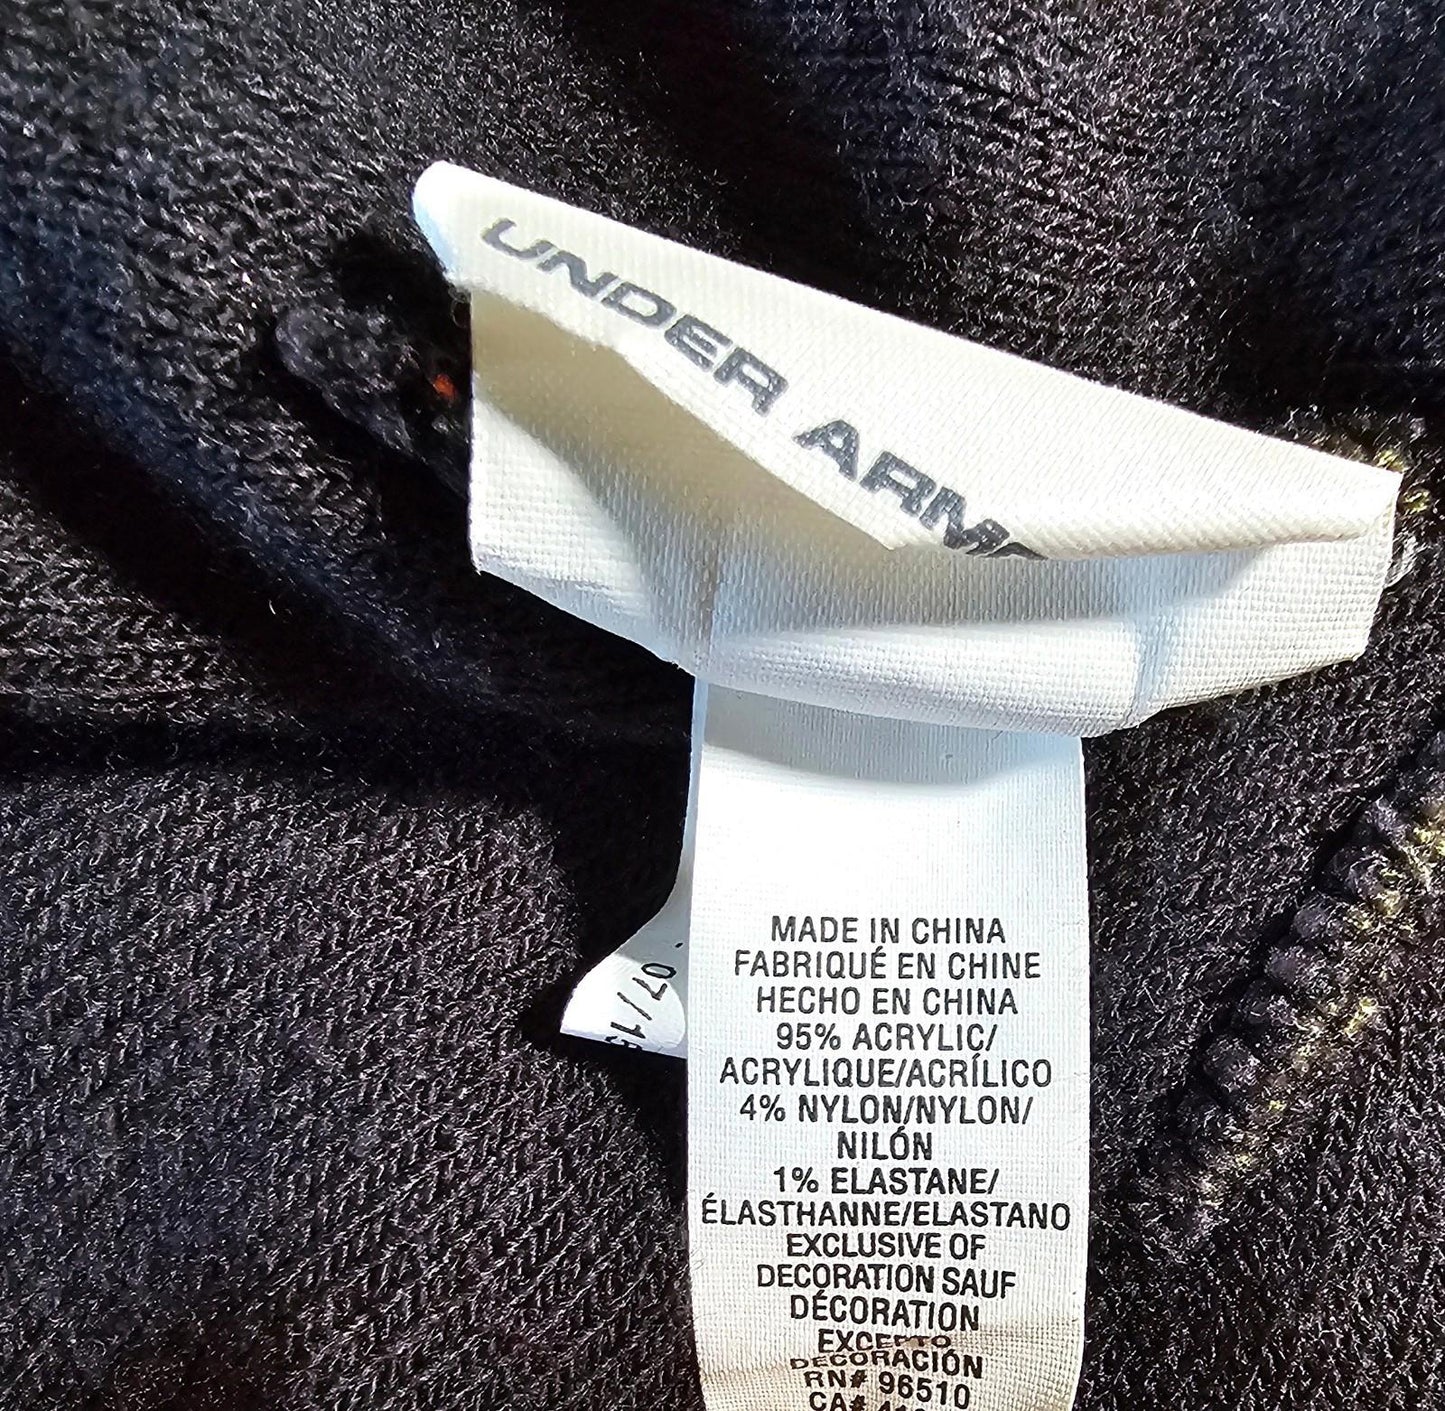 UNDER
MADE IN CHINA
FABRIQUÉ EN CHINE
HECHO EN CHINA
95% ACRYLIC/
ACRYLIQUE/ACRÍLICO
4% NYLON/NYLON/
NILÓN
1% ELASTANE/
ÉLASTHANNE/ELASTANO
EXCLUSIVE OF
DECORATION SAUF
DÉCORATION
EXCEPTO
DECORACIÓN
RN# 96510
CA#